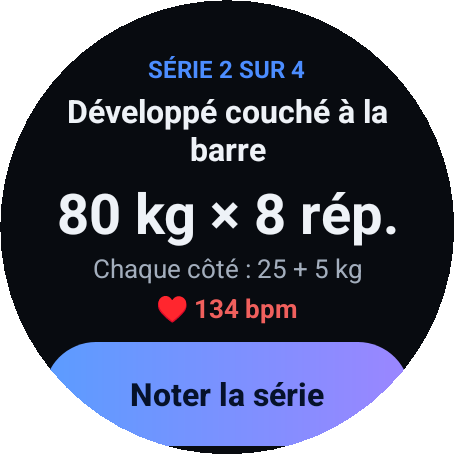 SÉRIE 2 SUR 4
Développé couché à la
barre
80 kg × 8 rép.
Chaque côté : 25 + 5 kg
134 bpm
Noter la série